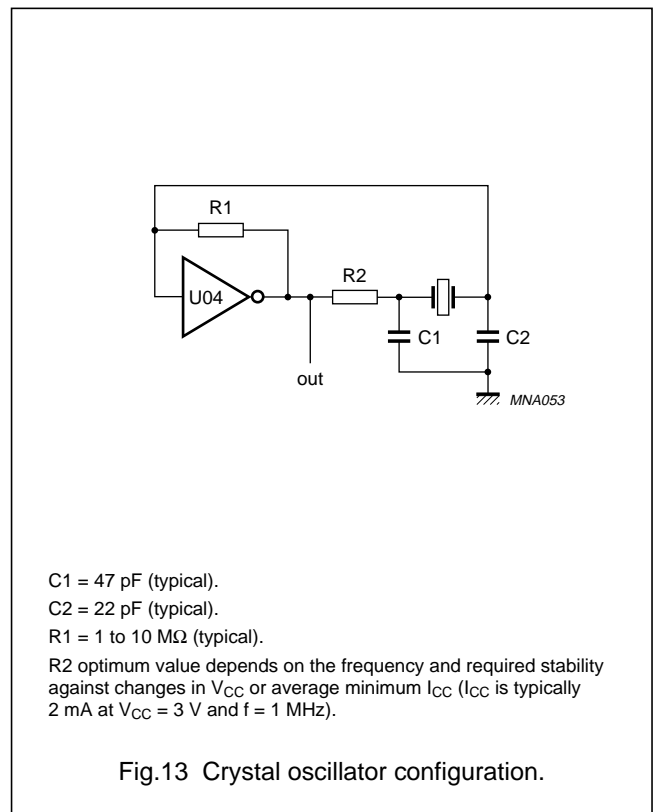 R1
R2
U04
C1
C2
out
MNA053
C1 = 47 pF (typical).
C2 = 22 pF (typical).
R1 = 1 to 10 MΩ (typical).
R2 optimum value depends on the frequency and required stability
against changes in VCC or average minimum ICC (ICC is typically
2 mA at VCC = 3 V and f = 1 MHz).
Fig.13 Crystal oscillator configuration.